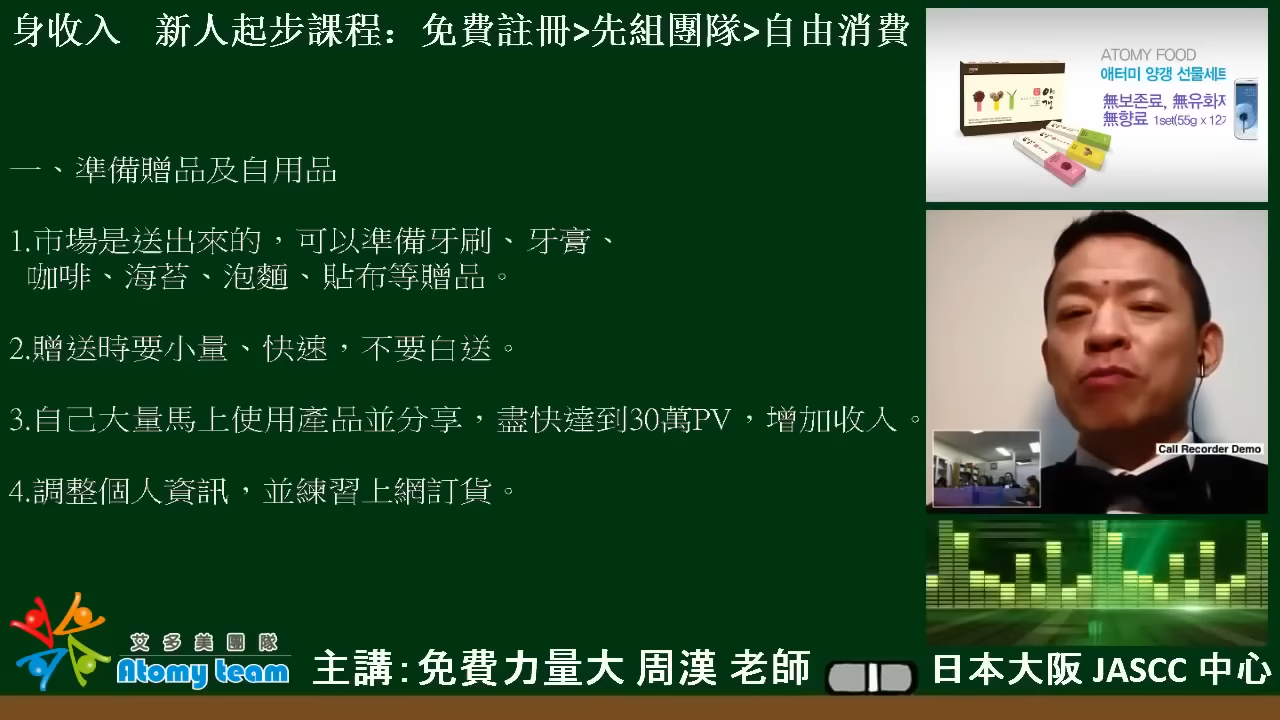 身收入 新人起步課程：免費註冊>先組團隊>自由消費
一、準備贈品及自用品
1.市場是送出來的，可以準備牙刷、牙膏、
咖啡、海苔、泡麵、貼布等贈品。
2.贈送時要小量、快速，不要白送。
3.自己大量馬上使用產品並分享，盡快達到30萬PV，增加收入。
4.調整個人資訊，並練習上網訂貨。
ATOMY FOOD
애터미 양갱 선물세트
無보존료, 無유화제
無향료 1set(55g x 12
양갱
Call Recorder Demo
艾多美團隊
Atomy team
主講：免費力量大 周漢 老師
日本大阪 JASCC 中心